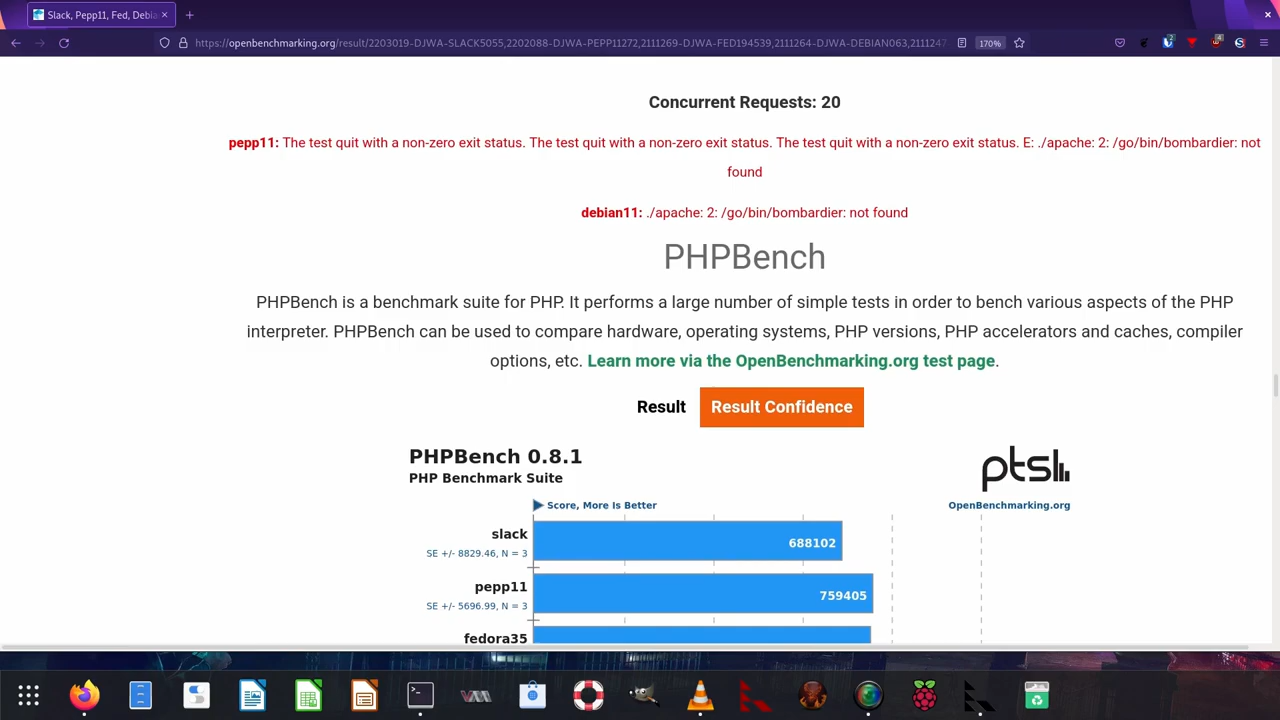 Slack, Pepp11, Fed, Debia
https://openbenchmarking.org/result/2203019-DJWA-SLACK5055,2202088-DJWA-PEPP11272,2111269-DJWA-FED194539,2111264-DJWA-DEBIAN063,2111247
170%
2
4
Concurrent Requests: 20
pepp11: The test quit with a non-zero exit status. The test quit with a non-zero exit status. The test quit with a non-zero exit status. E: ./apache: 2: /go/bin/bombardier: not
found
debian11: ./apache: 2: /go/bin/bombardier: not found
PHPBench
PHPBench is a benchmark suite for PHP. It performs a large number of simple tests in order to bench various aspects of the PHP
interpreter. PHPBench can be used to compare hardware, operating systems, PHP versions, PHP accelerators and caches, compiler
options, etc. Learn more via the OpenBenchmarking.org test page.
Result Result Confidence
PHPBench 0.8.1
PHP Benchmark Suite
ptsl
Score, More Is Better
OpenBenchmarking.org
slack
SE +/- 8829.46, N = 3
688102
pepp11
SE +/- 5696.99, N = 3
759405
fedora35